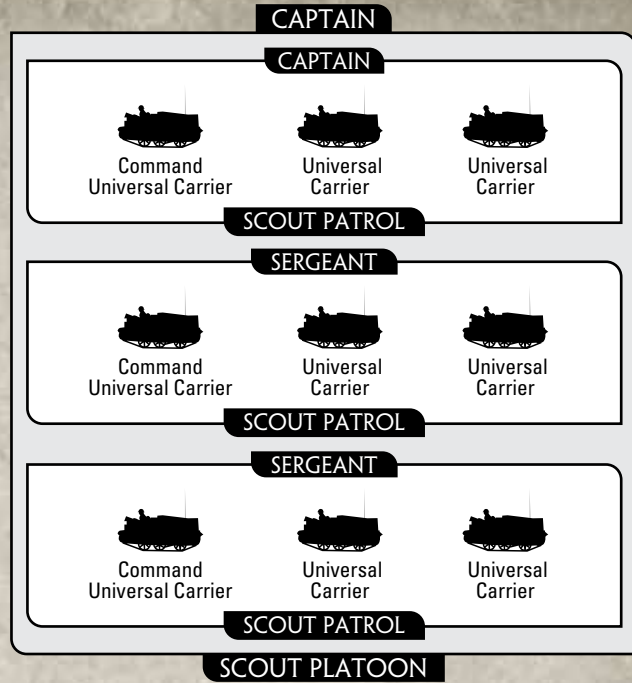 CAPTAIN
CAPTAIN
Command
Universal Carrier
Universal
Carrier
Universal
Carrier
SCOUT PATROL
SERGEANT
Command
Universal Carrier
Universal
Carrier
Universal
Carrier
SCOUT PATROL
SERGEANT
Command
Universal Carrier
Universal
Carrier
Universal
Carrier
SCOUT PATROL
SCOUT PLATOON